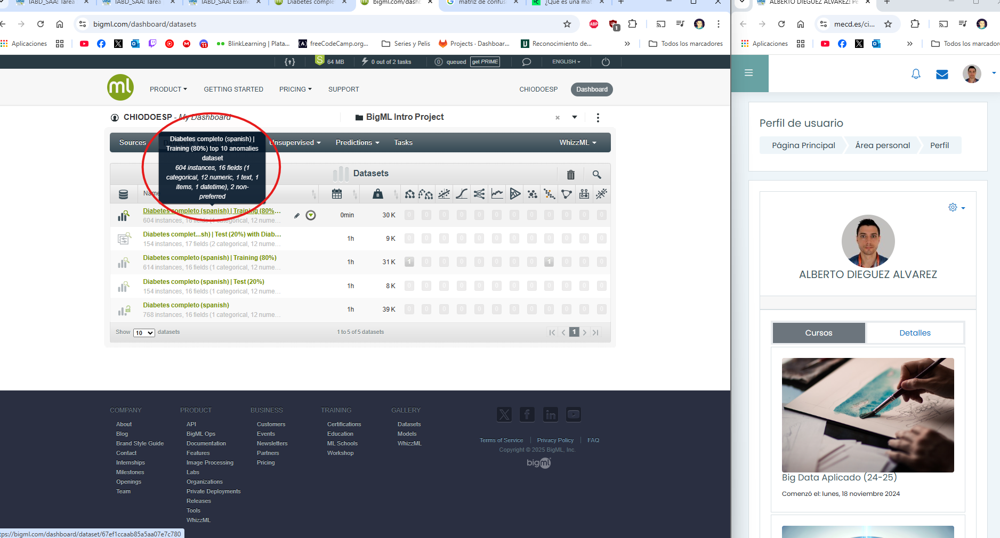 IABD_SAA: Tarea
IABD_SAA: Tarea
IABD_SAA: Exame
Diabetes comple
bigml.com/dashb
matriz de confus
¿Qué es una mat
bigml.com/dashboard/datasets
ABP
1
Aplicaciones
11
BlinkLearning | Plata...
freeCodeCamp.org...
Series y Pelis
Projects · Dashboar...
Reconocimiento de...
»
Todos los marcadores
S
64 MB
0 out of 2 tasks
0
queued
get PRIME
ENGLISH
ml
PRODUCT
GETTING STARTED
PRICING
SUPPORT
CHIODOESP
Dashboard
CHIODOESP - My Dashboard
BigML Intro Project
Sources
Unsupervised
Predictions
Tasks
WhizzML
Diabetes completo (spanish) |
Training (80%) top 10 anomalies
dataset
604 instances, 16 fields (1
categorical, 12 numeric, 1 text, 1
items, 1 datetime), 2 non-
preferred
Datasets
Name
B
Diabetes completo (spanish) | Training (80%...
604 instances, 16 fields (1 categorical, 12 nume...
0min
30 K
0 0 0 0 0 0 0 0 0 0 0 0
Diabetes complet...sh) | Test (20%) with Diab...
154 instances, 17 fields (2 categorical, 12 nume...
1h
9 K
0 0 0 0 0 0 0 0 0 0 0 0
Diabetes completo (spanish) | Training (80%)
614 instances, 16 fields (1 categorical, 12 nume...
1h
31 K
1 0 0 0 0 0 0 0 1 0 0 0
Diabetes completo (spanish) | Test (20%)
154 instances, 16 fields (1 categorical, 12 nume...
1h
8 K
0 0 0 0 0 0 0 0 0 0 0 0
Diabetes completo (spanish)
768 instances, 16 fields (1 categorical, 12 nume...
1h
39 K
0 0 0 0 0 0 0 0 0 0 0 0
Show 10 datasets
1 to 5 of 5 datasets
1
COMPANY
About
Blog
Brand Style Guide
Contact
Internships
Milestones
Openings
Team
PRODUCT
API
BigML Ops
Documentation
Features
Image Processing
Labs
Organizations
Private Deployments
Releases
Tools
WhizzML
BUSINESS
Customers
Events
Newsletters
Partners
Pricing
TRAINING
Certifications
Education
ML Schools
Workshop
GALLERY
Datasets
Models
WhizzML
Terms of Service
Privacy Policy
FAQ
Copyright © 2025 BigML, Inc.
bigml
tps://bigml.com/dashboard/dataset/67ef1ccaab85a5aa07e7c780
ALBERTO DIEGUEZ ALVAREZ: Pe
mecd.es/ci...
Aplicaciones
»
Todos los marcador
Perfil de usuario
Página Principal
Área personal
Perfil
ALBERTO DIEGUEZ ALVAREZ
Cursos
Detalles
Big Data Aplicado (24-25)
Comenzó el: lunes, 18 noviembre 2024